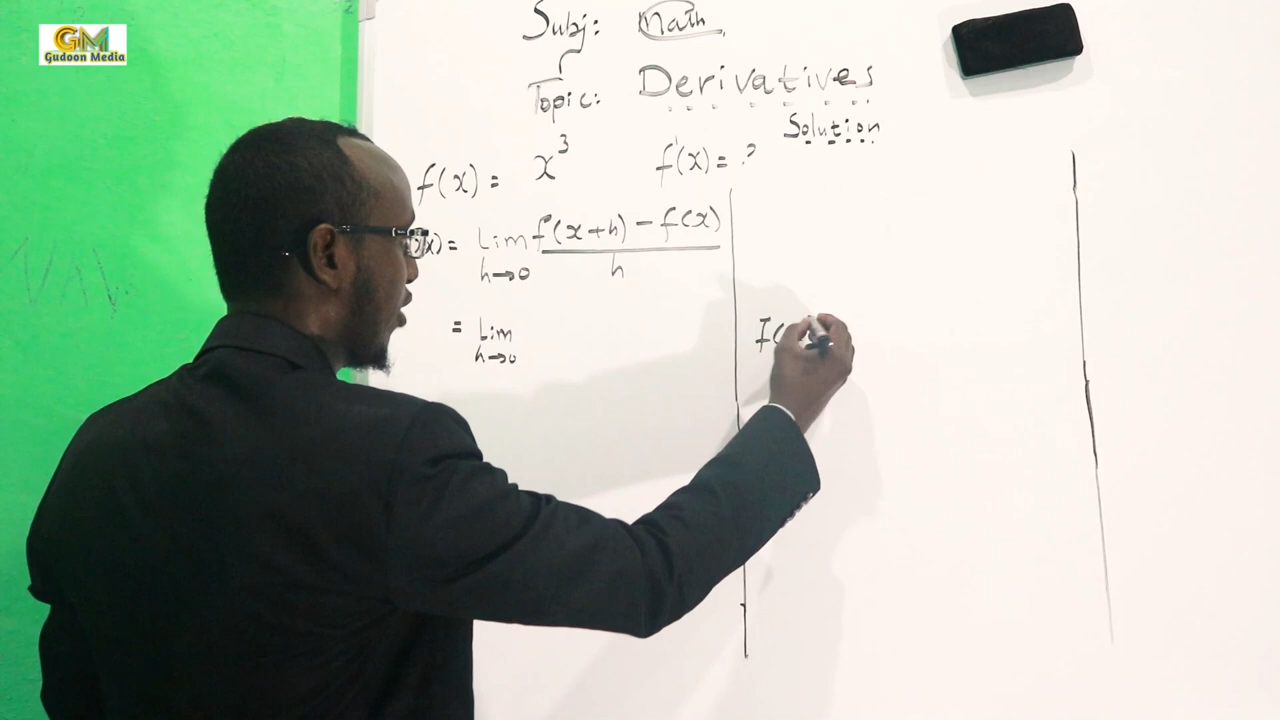 GM
Gudoon Media
Subj: Math
Topic: Derivatives
Solution
f(x) = x³ f'(x) = ?
(x) = Lim f(x+h) - f(x)
h→0 h
= Lim
h→0
F(